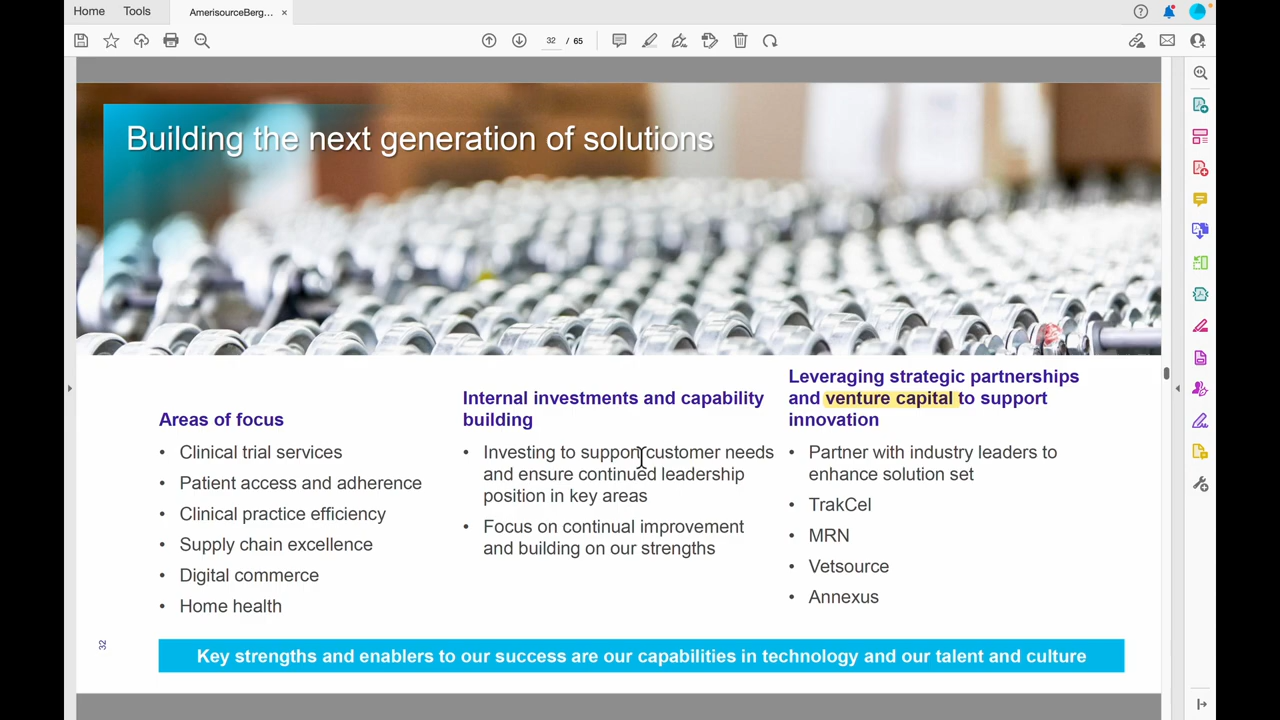 Home Tools AmerisourceBerg... ×
32 / 65
Building the next generation of solutions
Areas of focus
• Clinical trial services
• Patient access and adherence
• Clinical practice efficiency
• Supply chain excellence
• Digital commerce
• Home health
Internal investments and capability
building
• Investing to support customer needs
and ensure continued leadership
position in key areas
• Focus on continual improvement
and building on our strengths
Leveraging strategic partnerships
and venture capital to support
innovation
• Partner with industry leaders to
enhance solution set
• TrakCel
• MRN
• Vetsource
• Annexus
32
Key strengths and enablers to our success are our capabilities in technology and our talent and culture